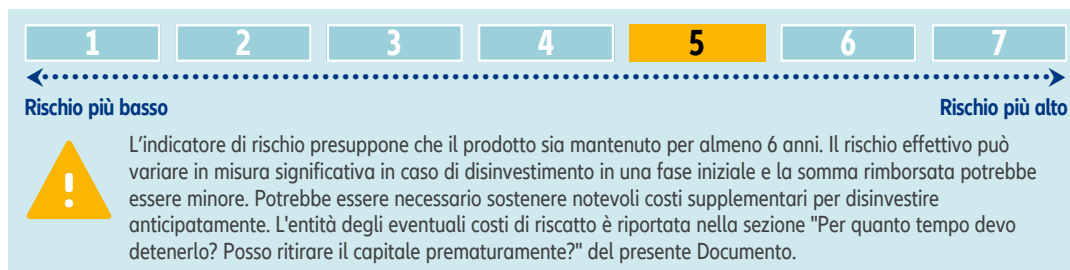 1 2 3 4 5 6 7
Rischio più basso Rischio più alto
L'indicatore di rischio presuppone che il prodotto sia mantenuto per almeno 6 anni. Il rischio effettivo può
variare in misura significativa in caso di disinvestimento in una fase iniziale e la somma rimborsata potrebbe
essere minore. Potrebbe essere necessario sostenere notevoli costi supplementari per disinvestire
anticipatamente. L'entità degli eventuali costi di riscatto è riportata nella sezione "Per quanto tempo devo
detenerlo? Posso ritirare il capitale prematuramente?" del presente Documento.